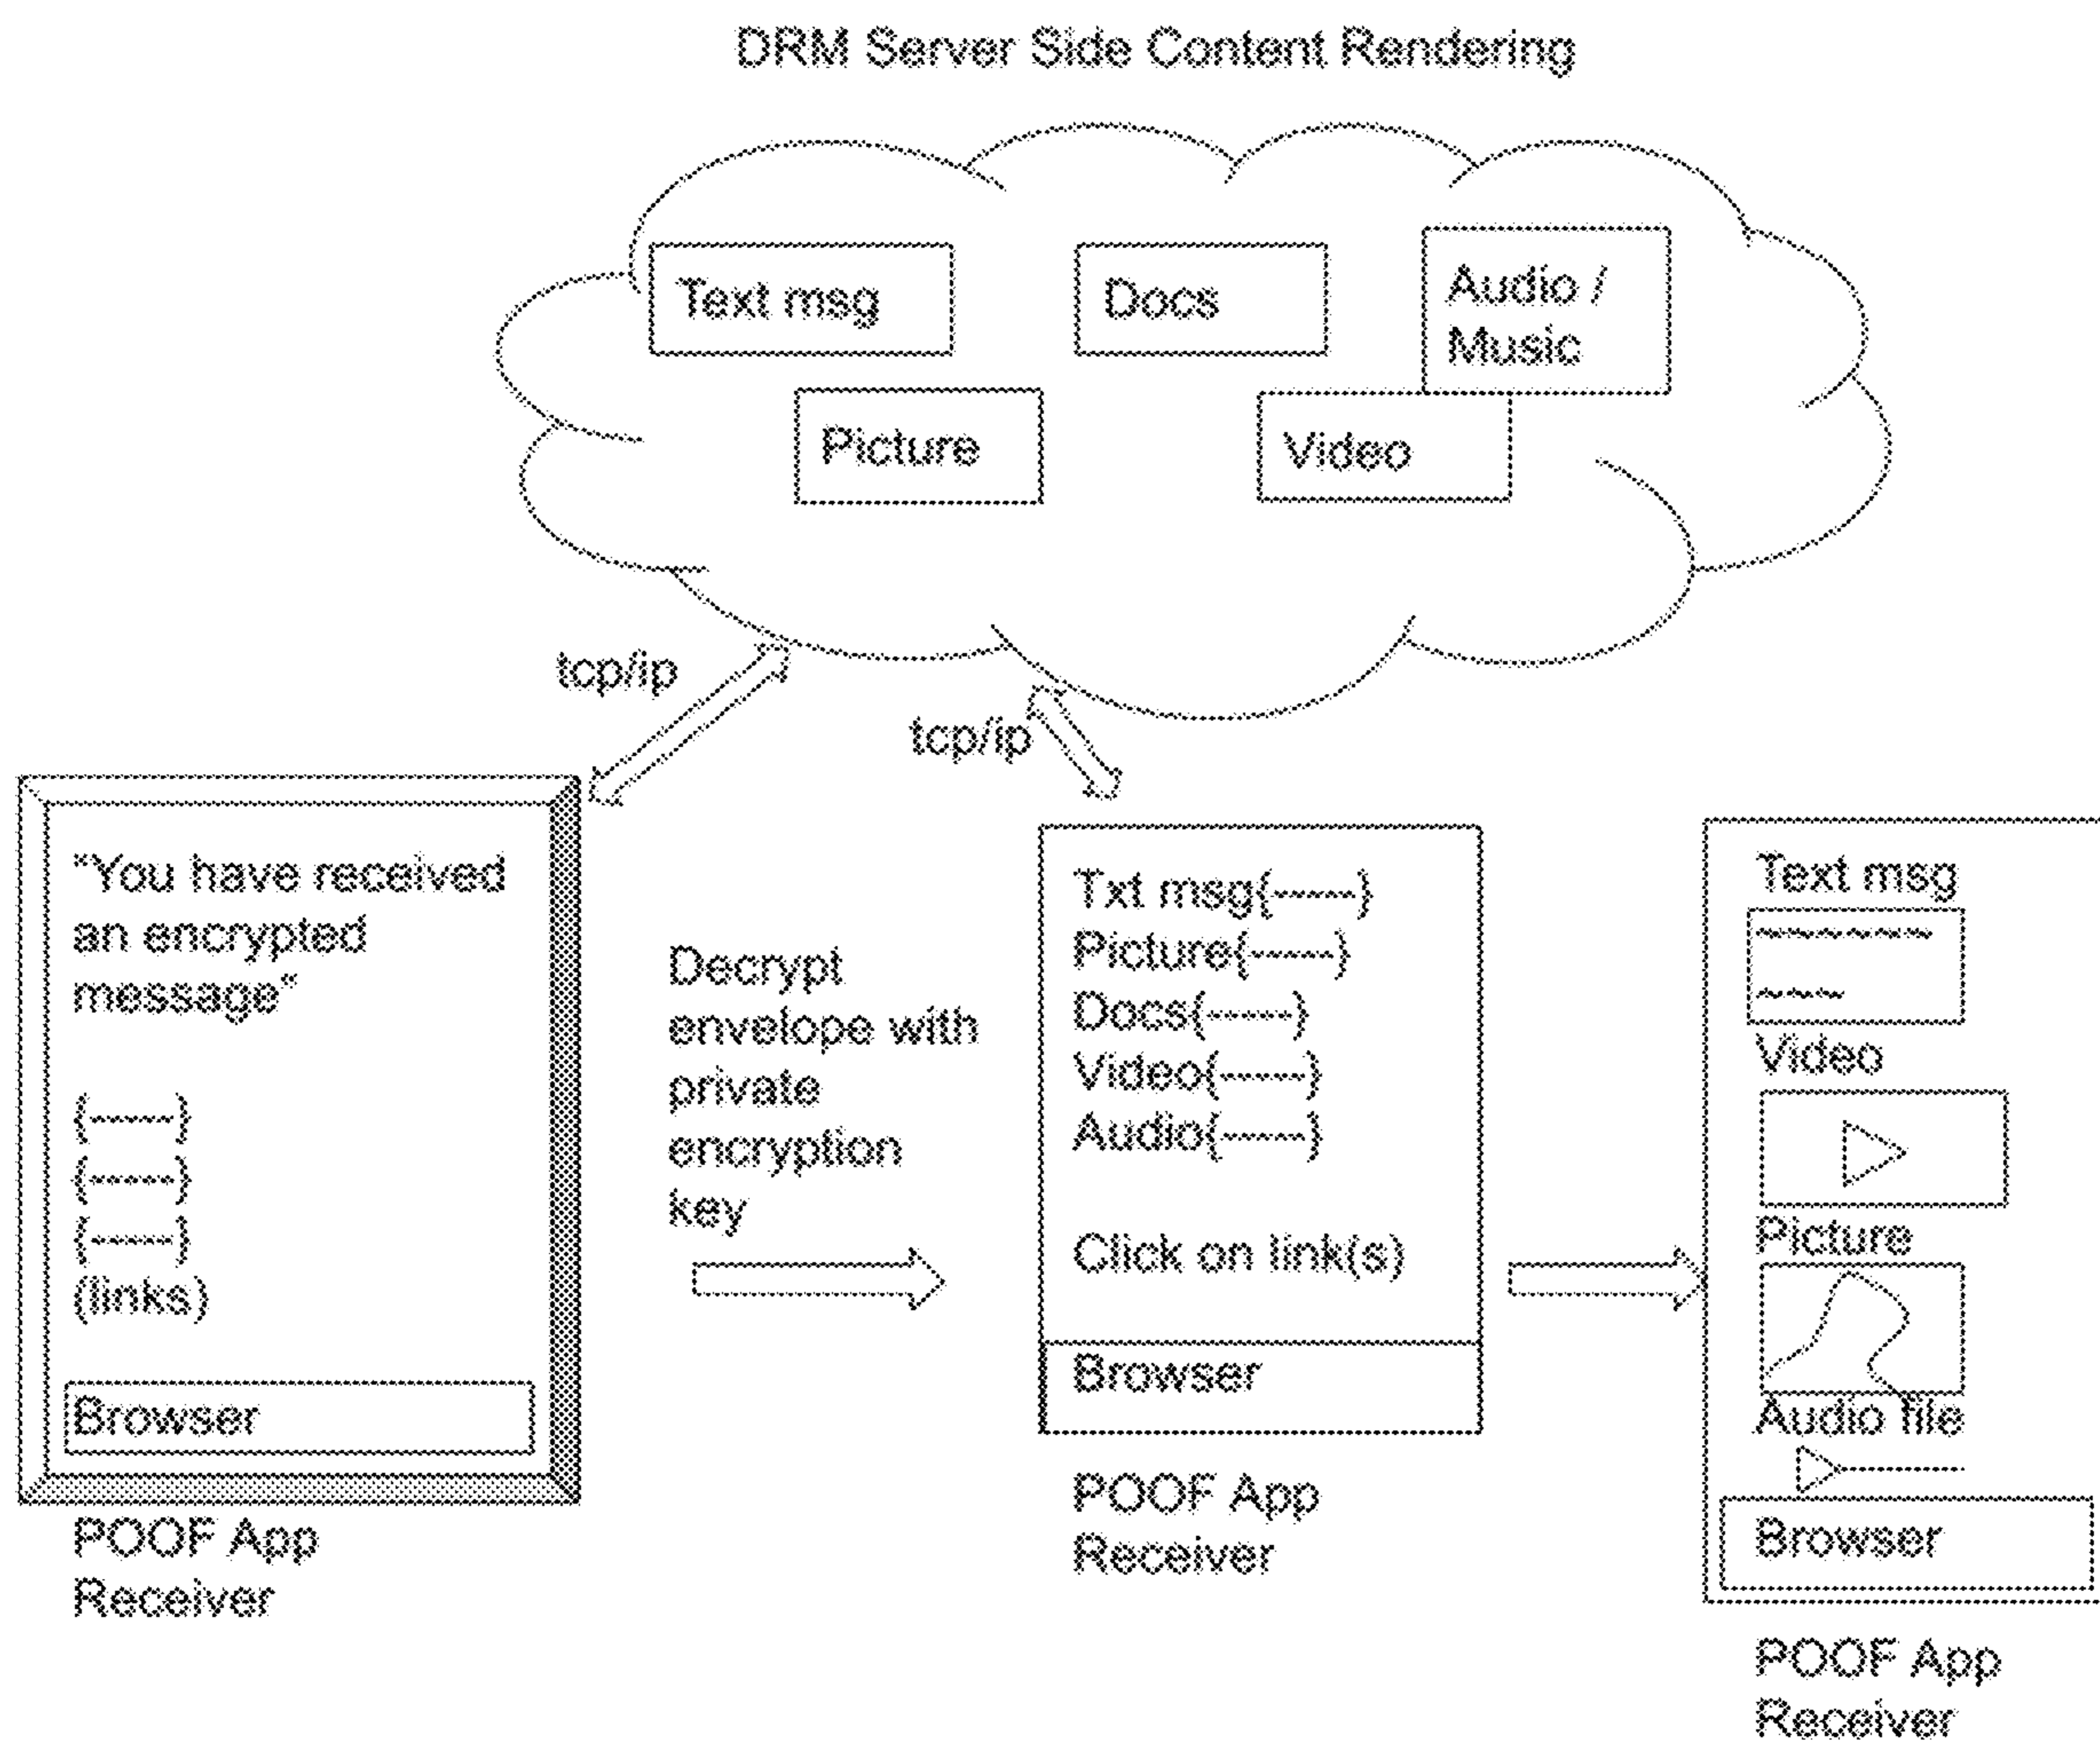 DRM Server Side Content Rendering
Text msg
Docs
Audio /
Music
Picture
Video
tcp/ip
tcp/ip
“You have received
an encrypted
message“
{------}
{------}
{------}
(links)
Browser
POOF App
Receiver
Decrypt
envelope with
private
encryption
key
Txt msg{------}
Picture{------}
Docs{------}
Video{------}
Audio{------}
Click on link(s)
Browser
POOF App
Receiver
Text msg
Video
Picture
Audio file
Browser
POOF App
Receiver